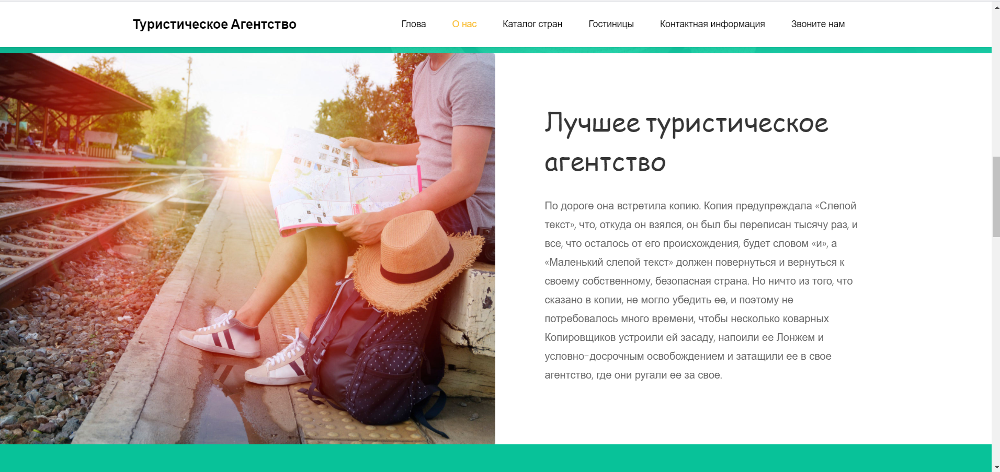 Туристическое Агентство
Глова
О нас
Каталог стран
Гостиницы
Контактная информация
Звоните нам
Лучшее туристическое
агентство
По дороге она встретила копию. Копия предупреждала «Слепой
текст», что, откуда он взялся, он был бы переписан тысячу раз, и
все, что осталось от его происхождения, будет словом «и», а
«Маленький слепой текст» должен повернуться и вернуться к
своему собственному, безопасная страна. Но ничто из того, что
сказано в копии, не могло убедить ее, и поэтому не
потребовалось много времени, чтобы несколько коварных
Копировщиков устроили ей засаду, напоили ее Лонжем и
условно-досрочным освобождением и затащили ее в свое
агентство, где они ругали ее за свое.